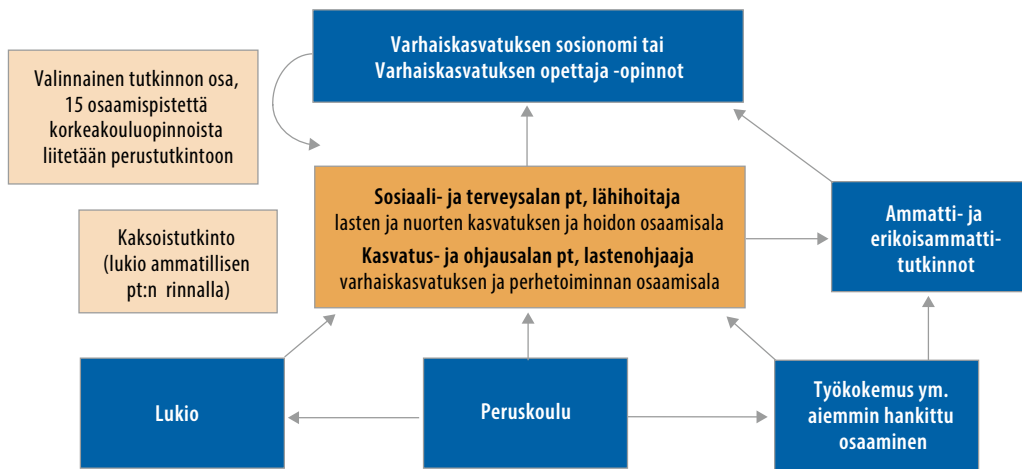 Varhaiskasvatuksen sosionomi tai
Varhaiskasvatuksen opettaja -opinnot
Valinnainen tutkinnon osa,
15 osaamispistettä
korkeakouluopinnoista
liitetään perustutkintoon
Sosiaali- ja terveysalan pt, lähihoitaja
lasten ja nuorten kasvatuksen ja hoidon osaamisala
Kasvatus- ja ohjausalan pt, lastenohjaaja
varhaiskasvatuksen ja perhetoiminnan osaamisala
Ammatti- ja
erikoisammatti-
tutkinnot
Kaksoistutkinto
(lukio ammatillisen
pt:n rinnalla)
Lukio
Peruskoulu
Työkokemus ym.
aiemmin hankittu
osaaminen